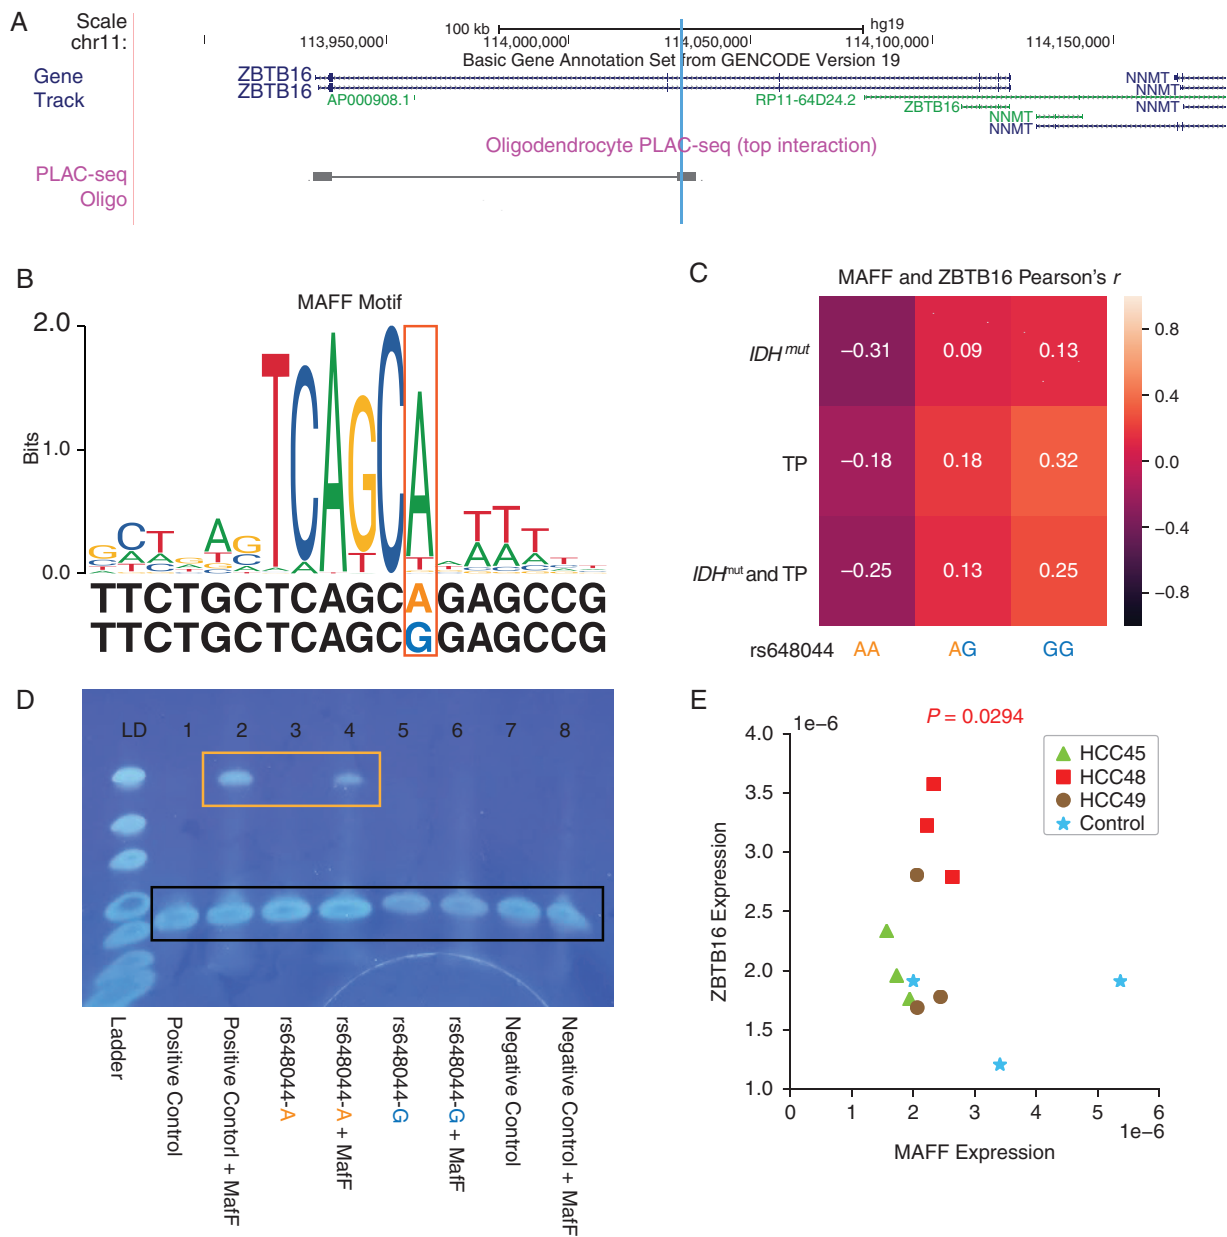 A
Scale
100 kb
hg19
chr11:
113,950,000
114,000,000
114,050,000
114,100,000
114,150,000
Basic Gene Annotation Set from GENCODE Version 19
Gene
Track
ZBTB16
ZBTB16
NNMT
NNMT
AP000908.1
RP11-64D24.2
ZBTB16
NNMT
NNMT
NNMT
Oligodendrocyte PLAC-seq (top interaction)
PLAC-seq
Oligo
B
MAFF Motif
2.0
1.0
0.0
Bits
TTCTGCTCAGCAGAGCCG
TTCTGCTCAGCGGAGCCG
C
MAFF and ZBTB16 Pearson's r
IDHmut
−0.31
0.09
0.13
TP
−0.18
0.18
0.32
IDHmut and TP
−0.25
0.13
0.25
rs648044
AA
AG
GG
0.8
0.4
0.0
−0.4
−0.8
D
LD
1
2
3
4
5
6
7
8
Ladder
Positive Control
Positive Contorl + MafF
rs648044-A
rs648044-A + MafF
rs648044-G
rs648044-G + MafF
Negative Control
Negative Control + MafF
E
1e−6
P = 0.0294
4.0
3.5
3.0
2.5
2.0
1.5
1.0
ZBTB16 Expression
HCC45
HCC48
HCC49
Control
0
1
2
3
4
5
6
1e−6
MAFF Expression